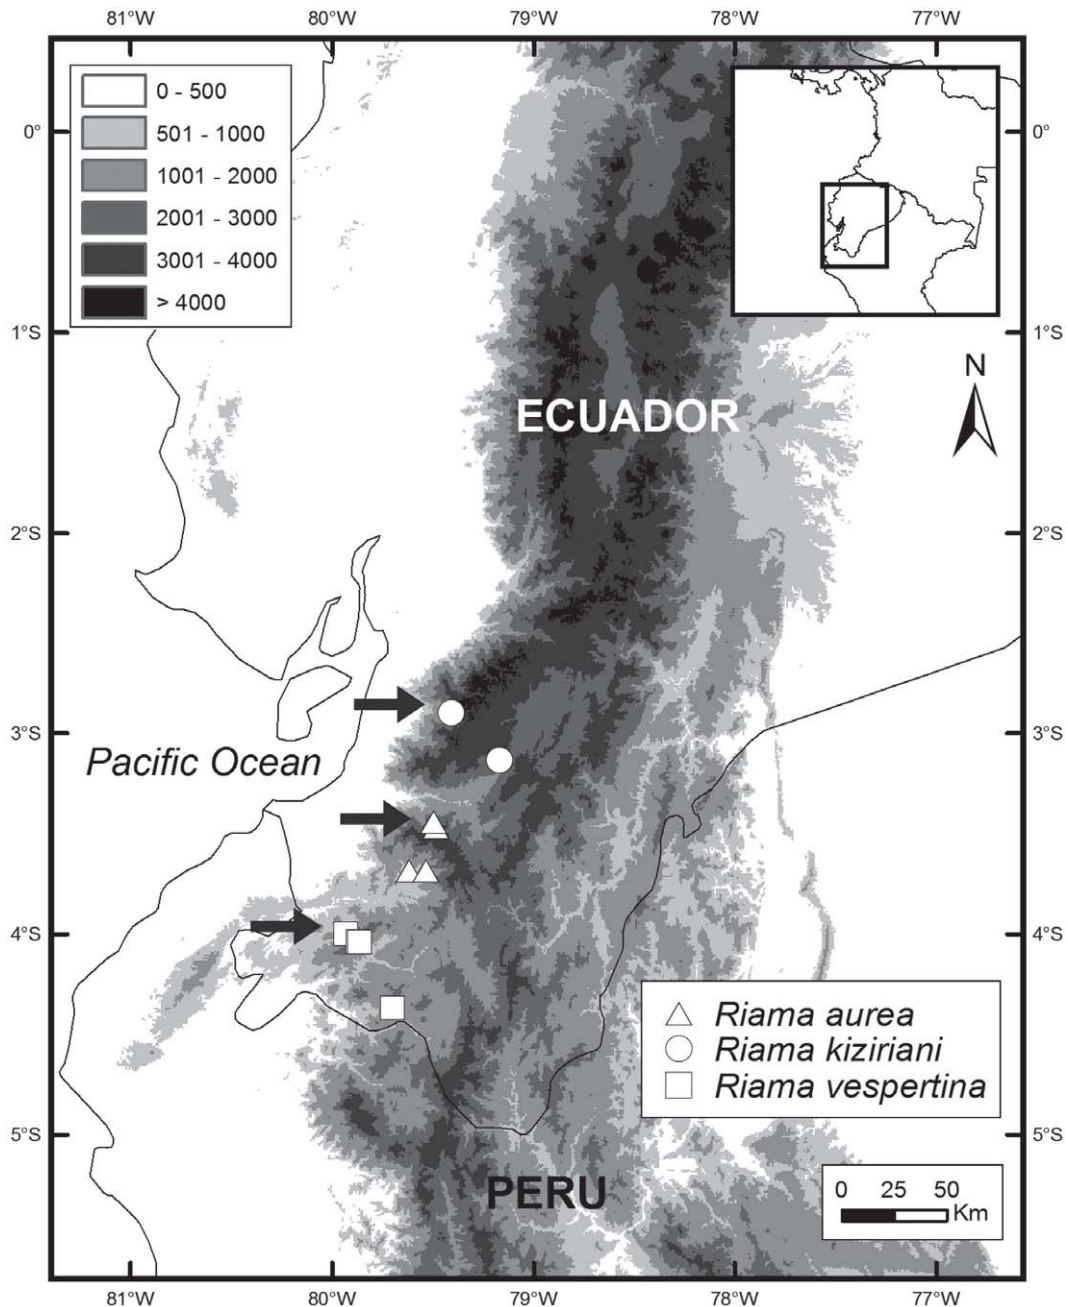 81°W 80°W 79°W 78°W 77°W
0 - 500
501 - 1000
1001 - 2000
2001 - 3000
3001 - 4000
> 4000
0° 0°
1°S 1°S
N
ECUADOR
2°S 2°S
3°S 3°S
Pacific Ocean
4°S 4°S
Riama aurea
Riama kiziriani
Riama vespertina
5°S 5°S
PERU
0 25 50
Km
81°W 80°W 79°W 78°W 77°W